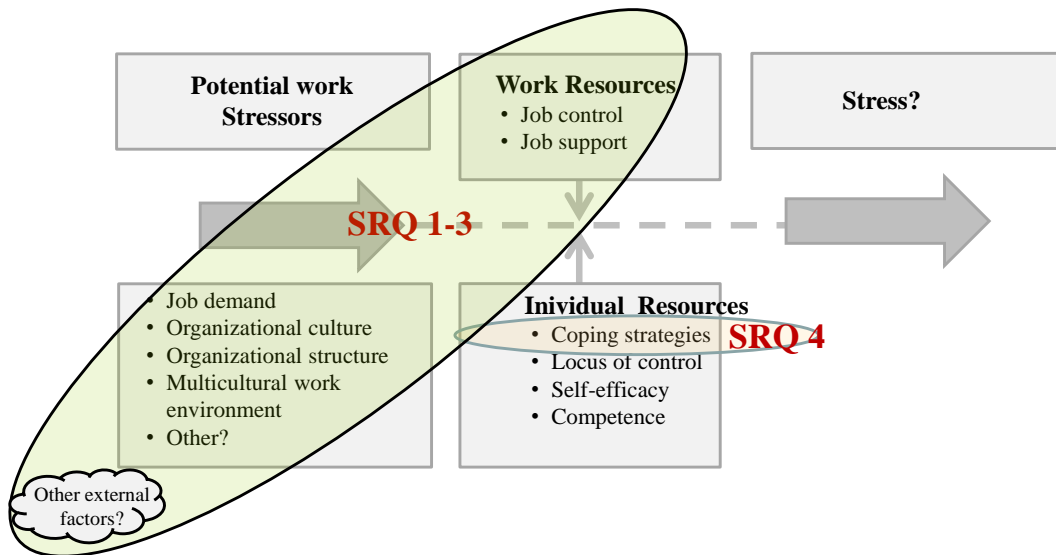 Potential work
Stressors
Work Resources
• Job control
• Job support
Stress?
SRQ 1-3
• Job demand
• Organizational culture
• Organizational structure
• Multicultural work
environment
• Other?
Inividual Resources
• Coping strategies
SRQ 4
• Locus of control
• Self-efficacy
• Competence
Other external
factors?